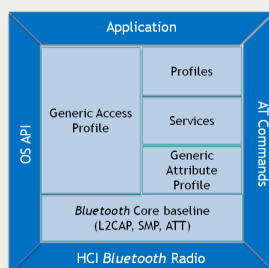 Application
Profiles
Generic Access
Profile
Services
Generic
Attribute
Profile
OS API
AT Commands
Bluetooth Core baseline
(L2CAP, SMP, ATT)
HCI Bluetooth Radio